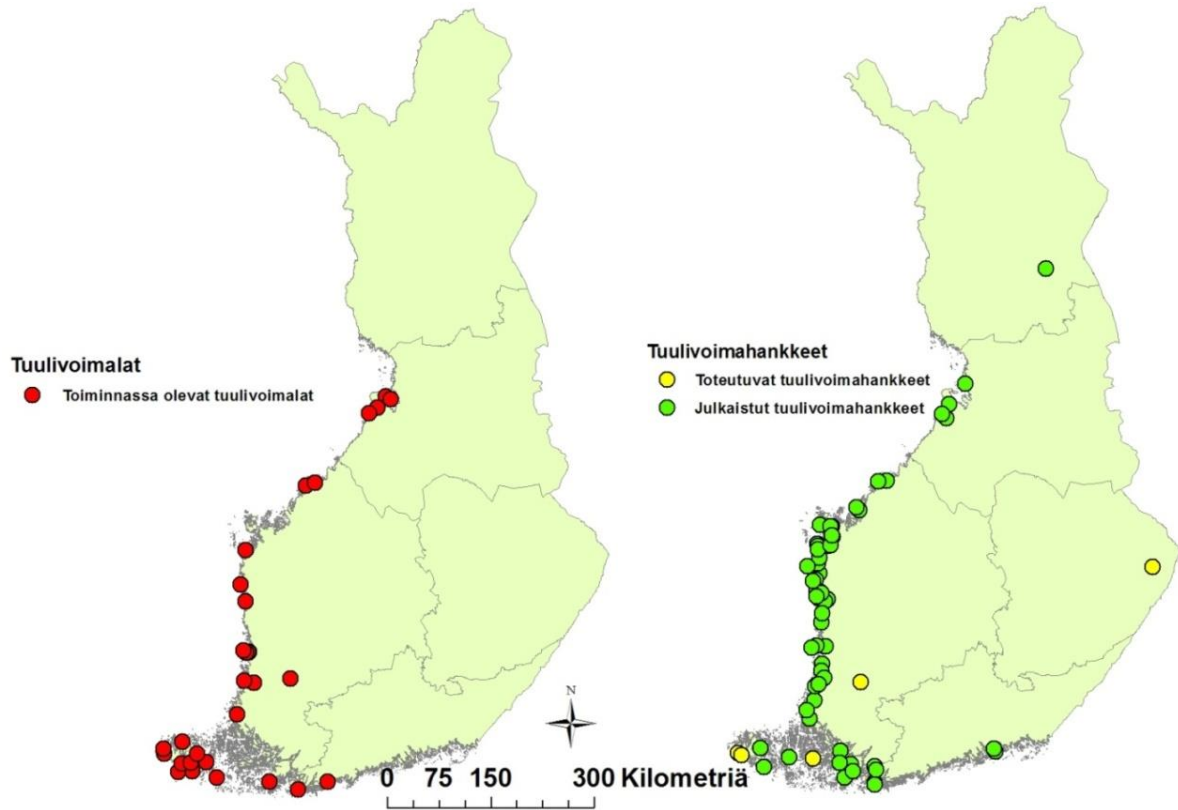 Tuulivoimalat
Toiminnassa olevat tuulivoimalat
Tuulivoimahankkeet
Toteutuvat tuulivoimahankkeet
Julkaistut tuulivoimahankkeet
N
0 75 150 300 Kilometriä